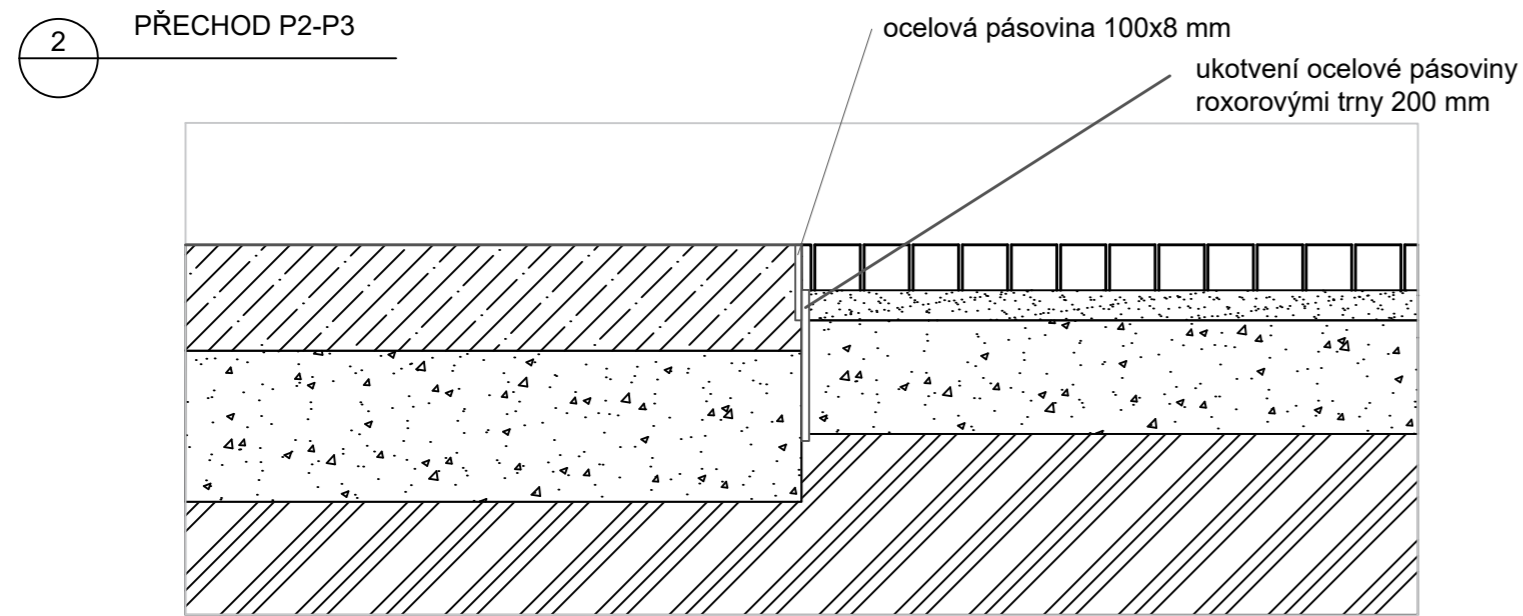 2
PŘECHOD P2-P3
ocelová pásovina 100x8 mm
ukotvení ocelové pásoviny
roxorovými trny 200 mm